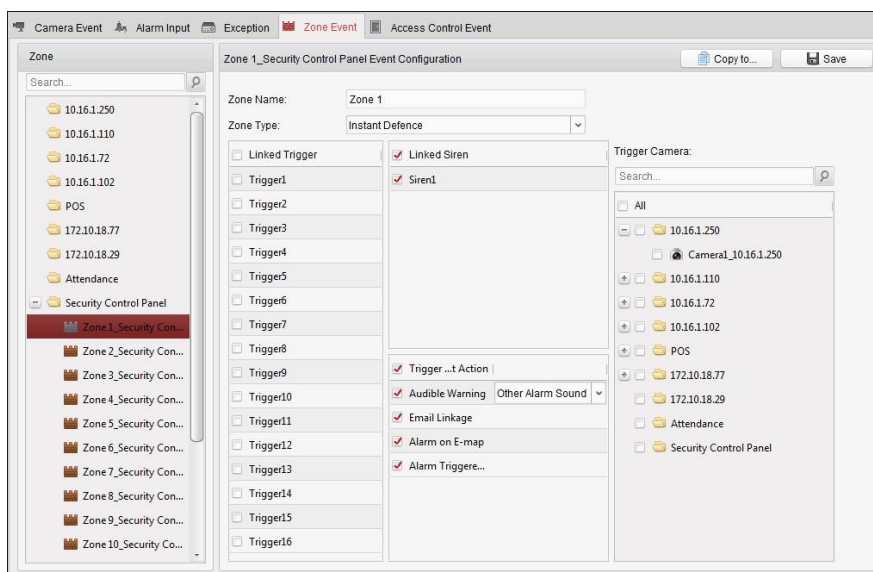 Camera Event Alarm Input Exception Zone Event Access Control Event
Zone
Search...
10.16.1.250
10.16.1.110
10.16.1.72
10.16.1.102
POS
172.10.18.77
172.10.18.29
Attendance
Security Control Panel
Zone 1_Security Con...
Zone 2_Security Con...
Zone 3_Security Con...
Zone 4_Security Con...
Zone 5_Security Con...
Zone 6_Security Con...
Zone 7_Security Con...
Zone 8_Security Con...
Zone 9_Security Con...
Zone 10_Security Co...
Zone 1_Security Control Panel Event Configuration
Copy to...
Save
Zone Name: Zone 1
Zone Type: Instant Defence
Linked Trigger
Trigger1
Trigger2
Trigger3
Trigger4
Trigger5
Trigger6
Trigger7
Trigger8
Trigger9
Trigger10
Trigger11
Trigger12
Trigger13
Trigger14
Trigger15
Trigger16
Linked Siren
Siren1
Trigger ...t Action
Audible Warning Other Alarm Sound
Email Linkage
Alarm on E-map
Alarm Triggere...
Trigger Camera:
Search...
All
10.16.1.250
Camera1_10.16.1.250
10.16.1.110
10.16.1.72
10.16.1.102
POS
172.10.18.77
172.10.18.29
Attendance
Security Control Panel